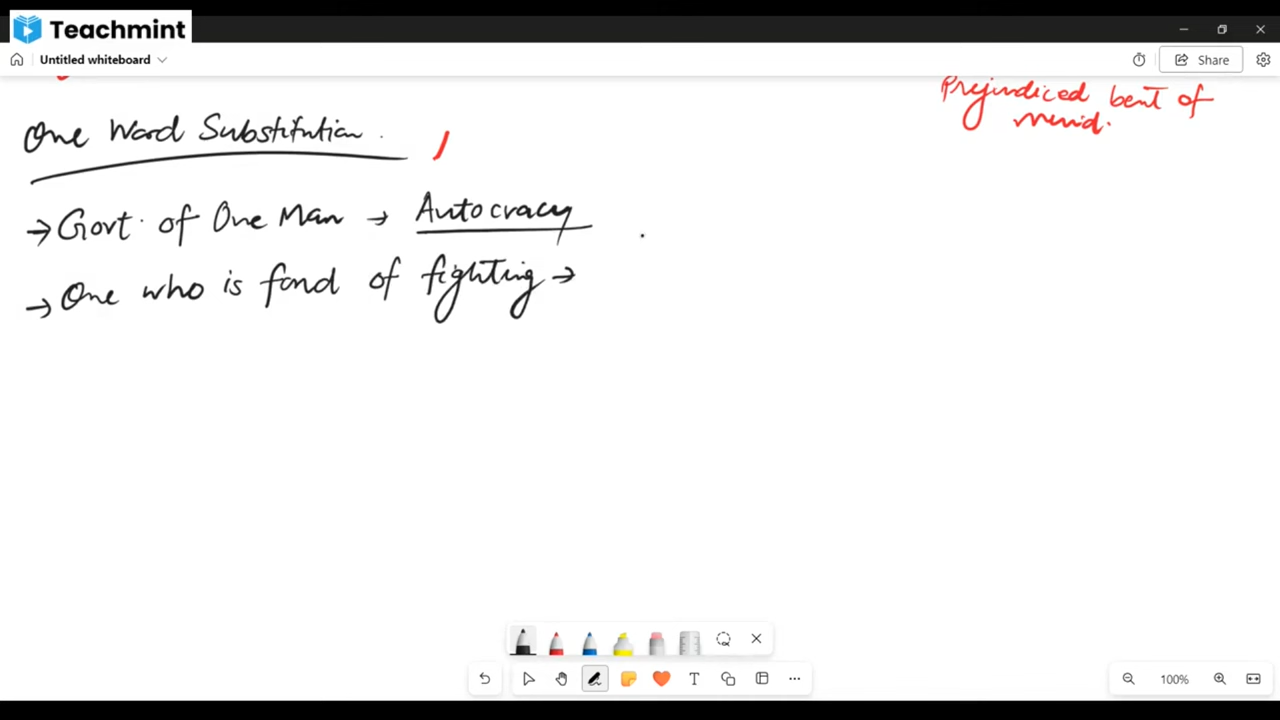 Teachmint
Untitled whiteboard
Share
Prejudiced bent of
mind.
One Word Substitution.
→ Govt. of One Man → Autocracy
→ One who is fond of fighting →
100%